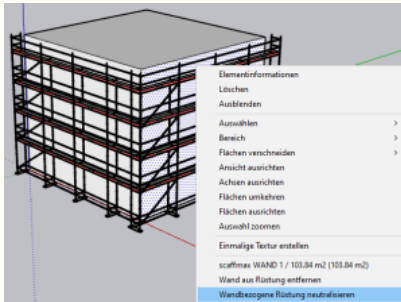 Elementinformationen
Löschen
Ausblenden
Auswählen
Bereich
Flächen verschneiden
Ansicht ausrichten
Achsen ausrichten
Flächen umkehren
Flächen ausrichten
Auswahl zoomen
Einmalige Textur erstellen
scaffmax WAND 1 / 103.84 m2 (103.84 m2)
Wand aus Rüstung entfernen
Wandbezogene Rüstung neutralisieren